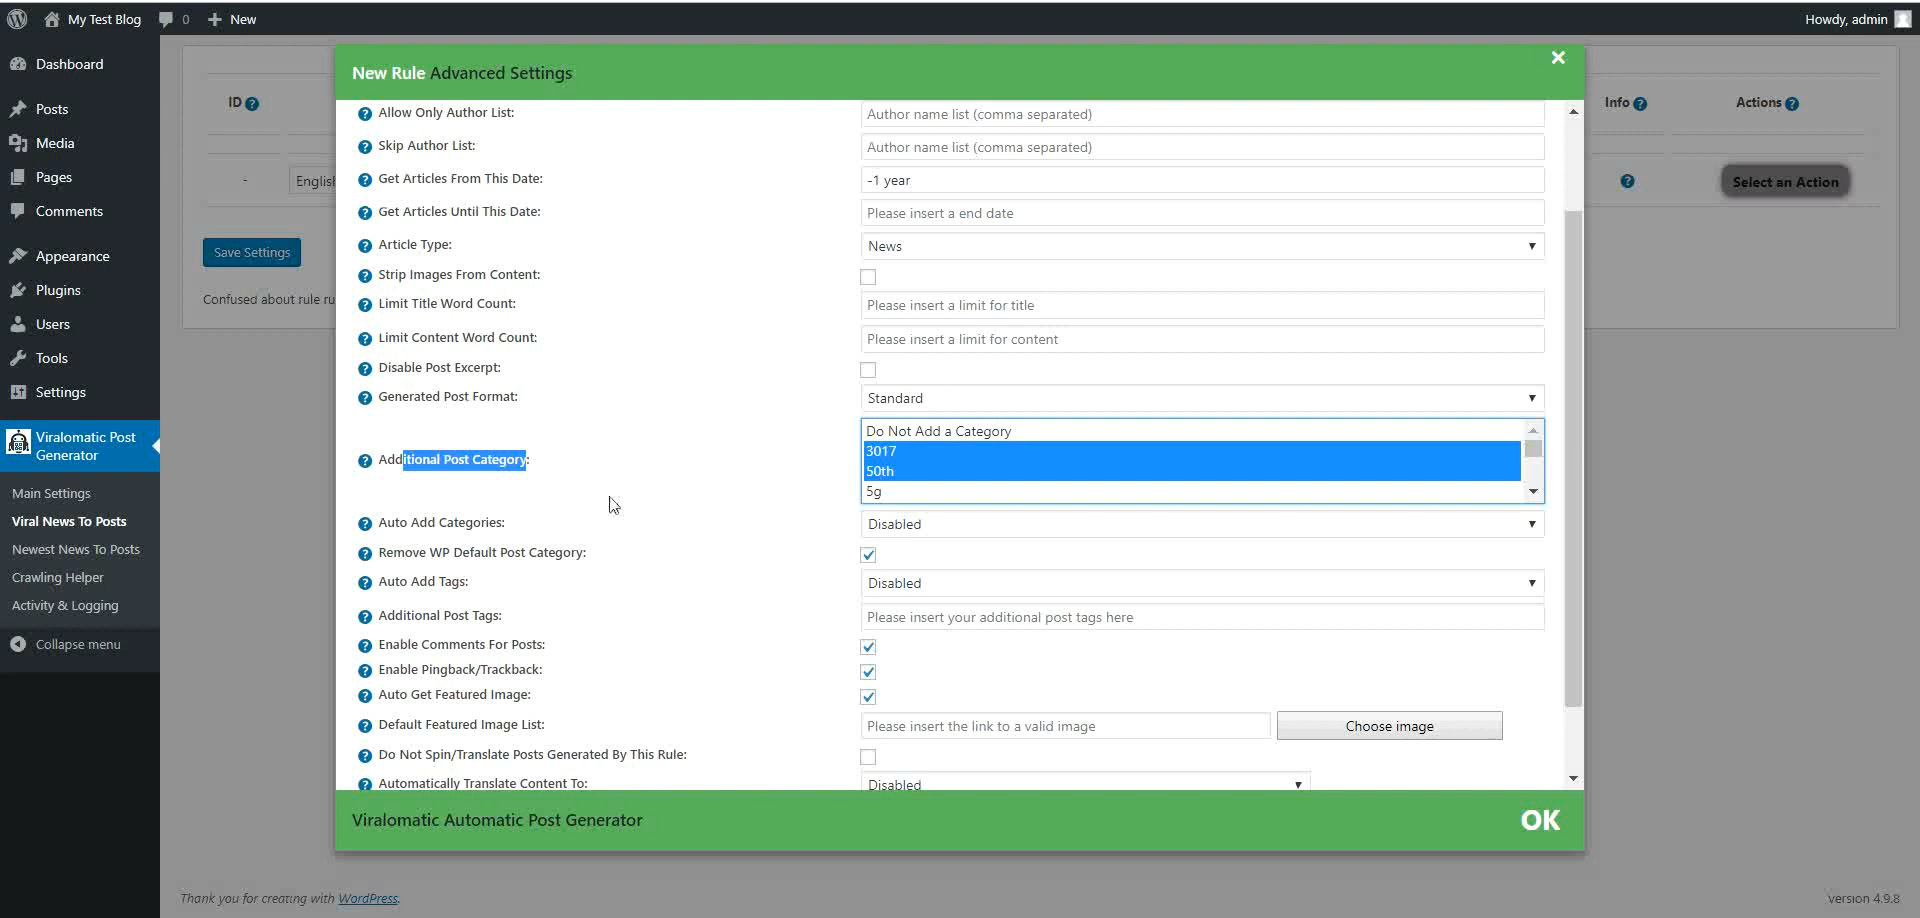 My Test Blog
0
New
Howdy, admin
Dashboard
Posts
Media
Pages
Comments
Appearance
Plugins
Users
Tools
Settings
Viralomatic Post
Generator
Main Settings
Viral News To Posts
Newest News To Posts
Crawling Helper
Activity & Logging
Collapse menu
ID
-
English
Save Settings
Confused about rule ru
Info
Actions
Select an Action
New Rule Advanced Settings
Allow Only Author List:
Author name list (comma separated)
Skip Author List:
Author name list (comma separated)
Get Articles From This Date:
-1 year
Get Articles Until This Date:
Please insert a end date
Article Type:
News
Strip Images From Content:
Limit Title Word Count:
Please insert a limit for title
Limit Content Word Count:
Please insert a limit for content
Disable Post Excerpt:
Generated Post Format:
Standard
Additional Post Category:
Do Not Add a Category
3017
50th
5g
Auto Add Categories:
Disabled
Remove WP Default Post Category:
Auto Add Tags:
Disabled
Additional Post Tags:
Please insert your additional post tags here
Enable Comments For Posts:
Enable Pingback/Trackback:
Auto Get Featured Image:
Default Featured Image List:
Please insert the link to a valid image
Choose image
Do Not Spin/Translate Posts Generated By This Rule:
Automatically Translate Content To:
Disabled
Viralomatic Automatic Post Generator
OK
Thank you for creating with WordPress.
Version 4.9.8